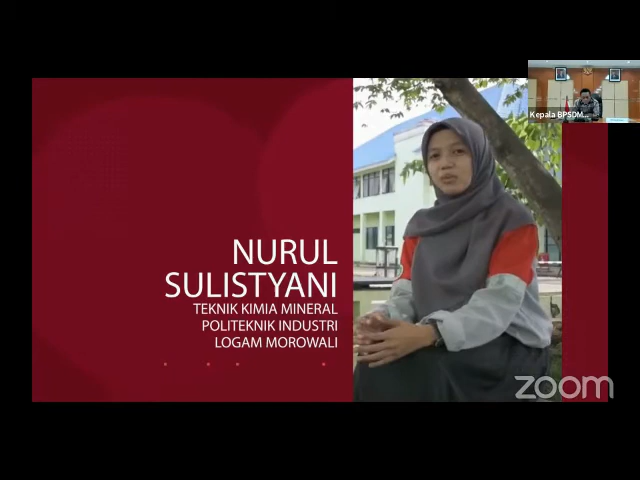 Kepala BPSDM...
NURUL
SULISTYANI
TEKNIK KIMIA MINERAL
POLITEKNIK INDUSTRI
LOGAM MOROWALI
zoom